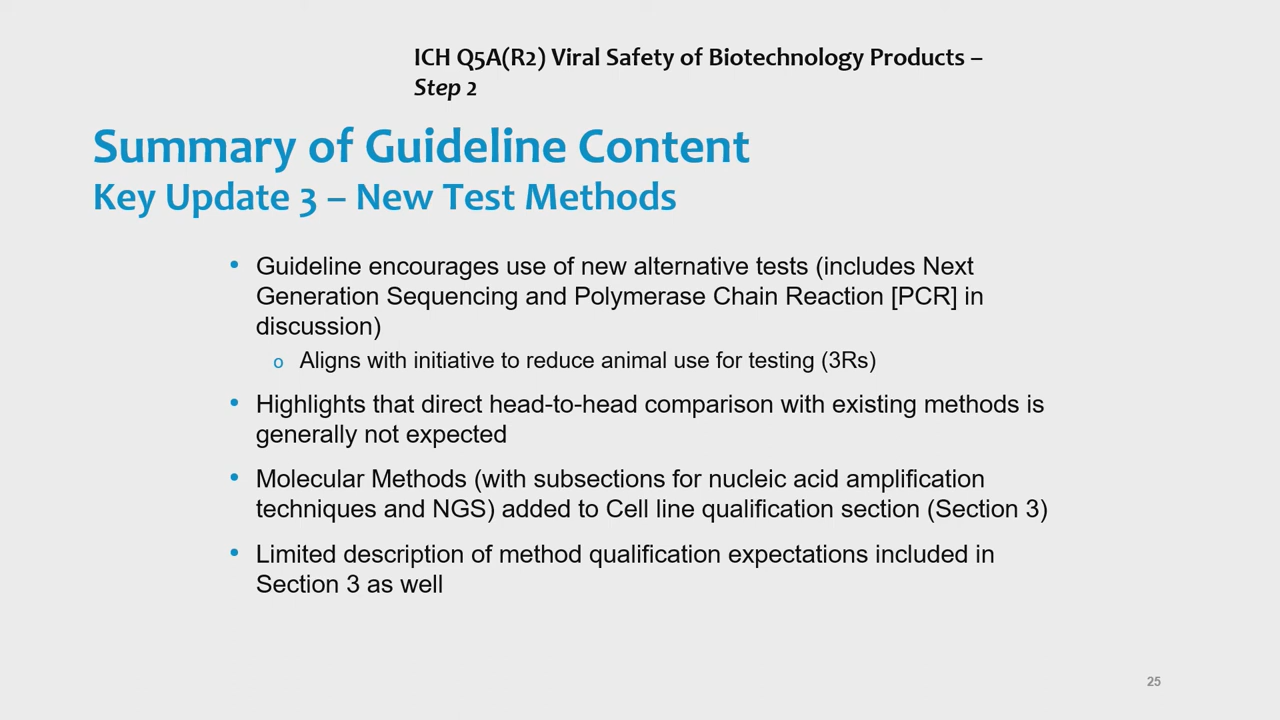 ICH Q5A(R2) Viral Safety of Biotechnology Products –
Step 2
Summary of Guideline Content
Key Update 3 – New Test Methods
• Guideline encourages use of new alternative tests (includes Next
Generation Sequencing and Polymerase Chain Reaction [PCR] in
discussion)
o Aligns with initiative to reduce animal use for testing (3Rs)
• Highlights that direct head-to-head comparison with existing methods is
generally not expected
• Molecular Methods (with subsections for nucleic acid amplification
techniques and NGS) added to Cell line qualification section (Section 3)
• Limited description of method qualification expectations included in
Section 3 as well
25